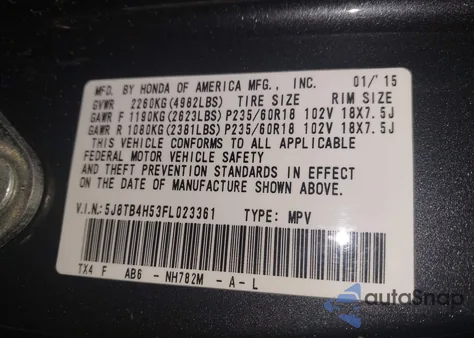 MFD. BY HONDA OF AMERICA MFG., INC. 01/'15
GVWR 2260KG(4982LBS) TIRE SIZE RIM SIZE
GAWR F 1190KG(2623LBS) P235/60R18 102V 18X7.5J
GAWR R 1080KG(2381LBS) P235/60R18 102V 18X7.5J
THIS VEHICLE CONFORMS TO ALL APPLICABLE
FEDERAL MOTOR VEHICLE SAFETY
AND THEFT PREVENTION STANDARDS IN EFFECT
ON THE DATE OF MANUFACTURE SHOWN ABOVE.
V.I.N.:5J8TB4H53FL023361 TYPE: MPV
TX4 F AB6 -NH782M -A-L
autaSnap